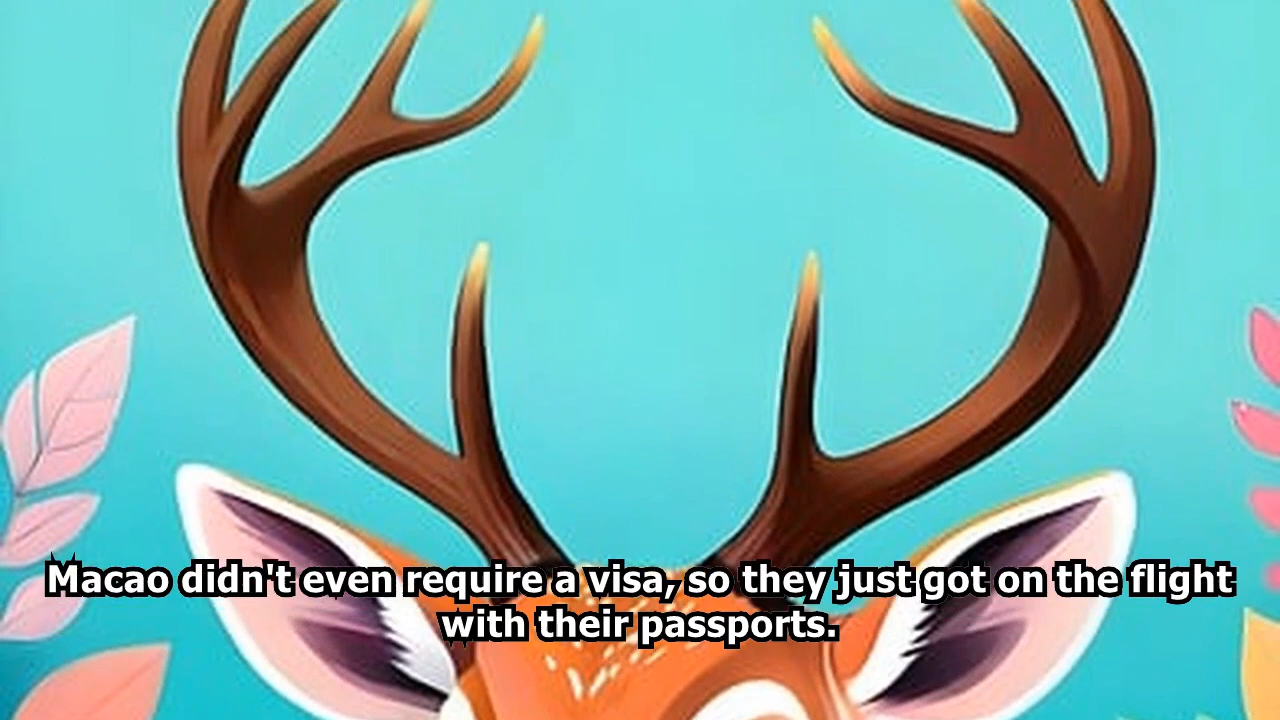 Macao didn't even require a visa, so they just got on the flight
with their passports.